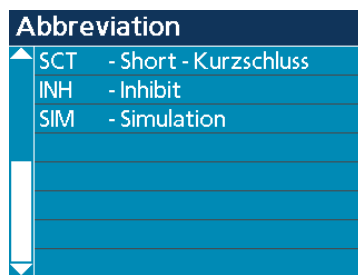 Abbreviation
SCT - Short - Kurzschluss
INH - Inhibit
SIM - Simulation